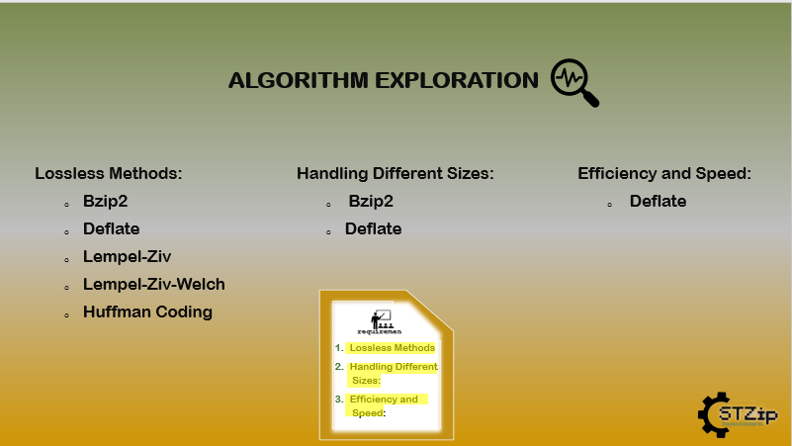 ALGORITHM EXPLORATION
Lossless Methods:
Bzip2
Deflate
Lempel-Ziv
Lempel-Ziv-Welch
Huffman Coding
Handling Different Sizes:
Bzip2
Deflate
Efficiency and Speed:
Deflate
requiremen
1. Lossless Methods
2. Handling Different
Sizes:
3. Efficiency and
Speed:
STZip